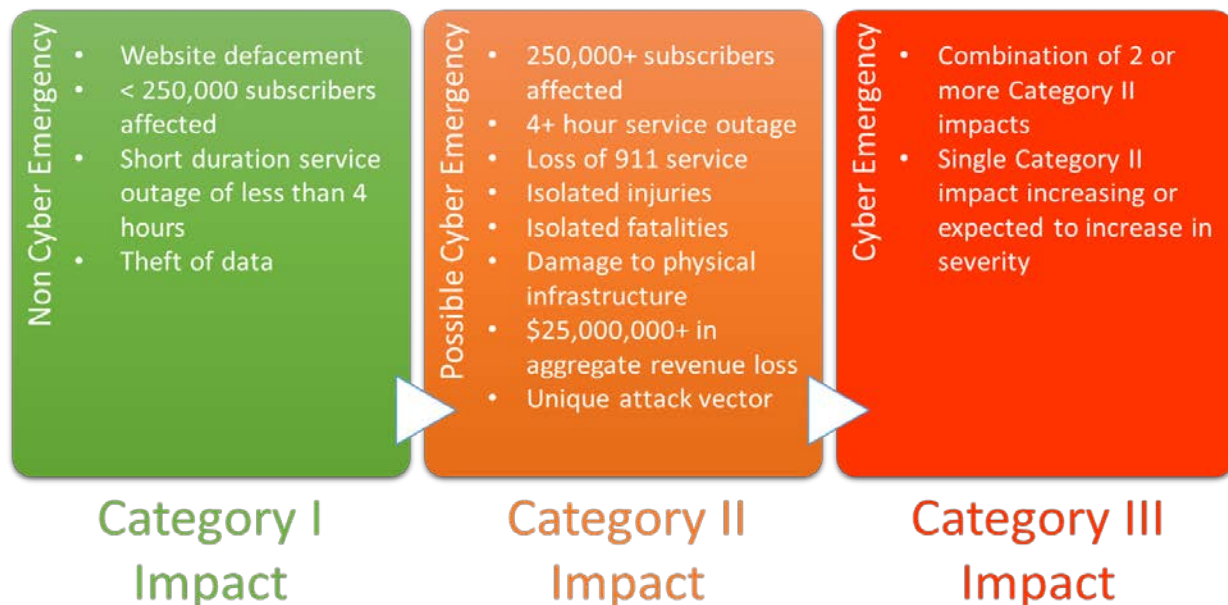 Non Cyber Emergency
• Website defacement
• < 250,000 subscribers
affected
• Short duration service
outage of less than 4
hours
• Theft of data
Possible Cyber Emergency
• 250,000+ subscribers
affected
• 4+ hour service outage
• Loss of 911 service
• Isolated injuries
• Isolated fatalities
• Damage to physical
infrastructure
• $25,000,000+ in
aggregate revenue loss
• Unique attack vector
Cyber Emergency
• Combination of 2 or
more Category II
impacts
• Single Category II
impact increasing or
expected to increase in
severity
Category I
Impact
Category II
Impact
Category III
Impact